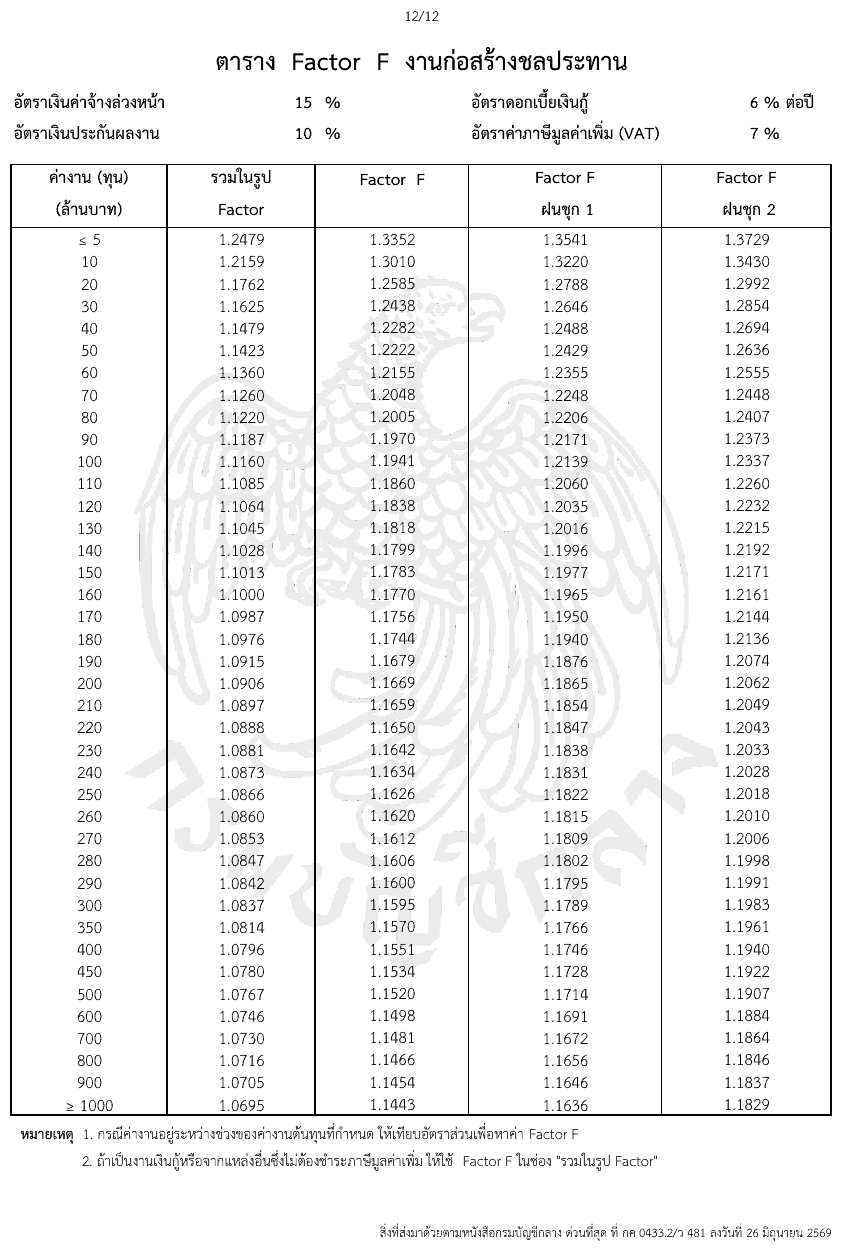 12/12
ตาราง Factor F งานก่อสร้างชลประทาน
อัตราเงินค่าจ้างล่วงหน้า 15 % อัตราดอกเบี้ยเงินกู้ 6 % ต่อปี
อัตราเงินประกันผลงาน 10 % อัตราค่าภาษีมูลค่าเพิ่ม (VAT) 7 %
ค่างาน (ทุน) รวมในรูป Factor F Factor F Factor F
(ล้านบาท) Factor ฝนชุก 1 ฝนชุก 2
≤ 5 1.2479 1.3352 1.3541 1.3729
10 1.2159 1.3010 1.3220 1.3430
20 1.1762 1.2585 1.2788 1.2992
30 1.1625 1.2438 1.2646 1.2854
40 1.1479 1.2282 1.2488 1.2694
50 1.1423 1.2222 1.2429 1.2636
60 1.1360 1.2155 1.2355 1.2555
70 1.1260 1.2048 1.2248 1.2448
80 1.1220 1.2005 1.2206 1.2407
90 1.1187 1.1970 1.2171 1.2373
100 1.1160 1.1941 1.2139 1.2337
110 1.1085 1.1860 1.2060 1.2260
120 1.1064 1.1838 1.2035 1.2232
130 1.1045 1.1818 1.2016 1.2215
140 1.1028 1.1799 1.1996 1.2192
150 1.1013 1.1783 1.1977 1.2171
160 1.1000 1.1770 1.1965 1.2161
170 1.0987 1.1756 1.1950 1.2144
180 1.0976 1.1744 1.1940 1.2136
190 1.0915 1.1679 1.1876 1.2074
200 1.0906 1.1669 1.1865 1.2062
210 1.0897 1.1659 1.1854 1.2049
220 1.0888 1.1650 1.1847 1.2043
230 1.0881 1.1642 1.1838 1.2033
240 1.0873 1.1634 1.1831 1.2028
250 1.0866 1.1626 1.1822 1.2018
260 1.0860 1.1620 1.1815 1.2010
270 1.0853 1.1612 1.1809 1.2006
280 1.0847 1.1606 1.1802 1.1998
290 1.0842 1.1600 1.1795 1.1991
300 1.0837 1.1595 1.1789 1.1983
350 1.0814 1.1570 1.1766 1.1961
400 1.0796 1.1551 1.1746 1.1940
450 1.0780 1.1534 1.1728 1.1922
500 1.0767 1.1520 1.1714 1.1907
600 1.0746 1.1498 1.1691 1.1884
700 1.0730 1.1481 1.1672 1.1864
800 1.0716 1.1466 1.1656 1.1846
900 1.0705 1.1454 1.1646 1.1837
≥ 1000 1.0695 1.1443 1.1636 1.1829
กรมบัญชีกลาง
หมายเหตุ 1. กรณีค่างานอยู่ระหว่างช่วงของค่างานต้นทุนที่กำหนด ให้เทียบอัตราส่วนเพื่อหาค่า Factor F
2. ถ้าเป็นงานเงินกู้หรือจากแหล่งอื่นซึ่งไม่ต้องชำระภาษีมูลค่าเพิ่ม ให้ใช้ Factor F ในช่อง "รวมในรูป Factor"
สิ่งที่ส่งมาด้วยตามหนังสือกรมบัญชีกลาง ด่วนที่สุด ที่ กค 0433.2/ว 481 ลงวันที่ 26 มิถุนายน 2569